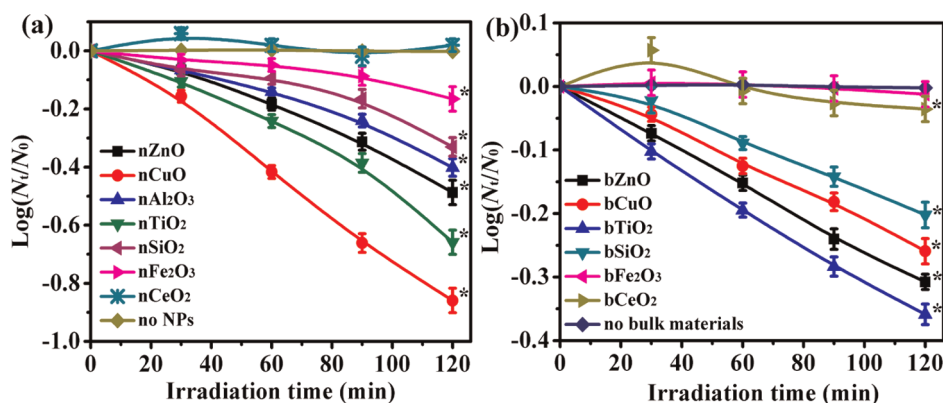 (a)
0.0
-0.2
-0.4
-0.6
-0.8
-1.0
Log(Nt/N0)
nZnO
nCuO
nAl2O3
nTiO2
nSiO2
nFe2O3
nCeO2
no NPs
*
*
*
*
*
0 20 40 60 80 100 120
Irradiation time (min)
(b)
0.1
0.0
-0.1
-0.2
-0.3
-0.4
Log(Nt/N0)
bZnO
bCuO
bTiO2
bSiO2
bFe2O3
bCeO2
no bulk materials
*
*
*
*
*
0 20 40 60 80 100 120
Irradiation time (min)